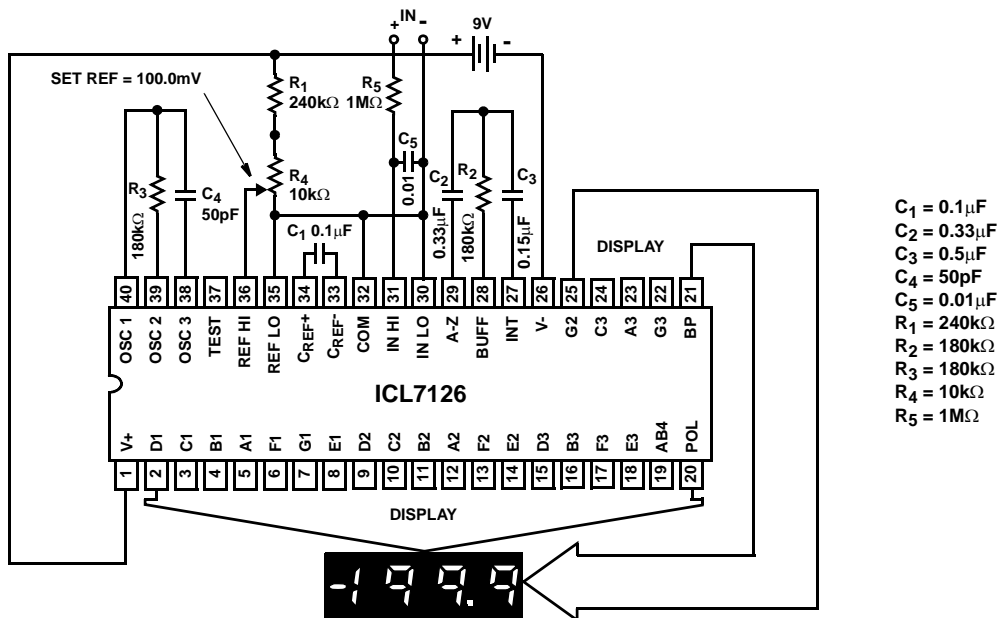 + IN -
9V
+ -
SET REF = 100.0mV
R1
240kΩ
R5
1MΩ
C5
0.01
R4
10kΩ
R3
180kΩ
C4
50pF
C1 0.1µF
C2
0.33µF
R2
180kΩ
C3
0.15µF
DISPLAY
40 39 38 37 36 35 34 33 32 31 30 29 28 27 26 25 24 23 22 21
OSC 1
OSC 2
OSC 3
TEST
REF HI
REF LO
CREF+
CREF-
COM
IN HI
IN LO
A-Z
BUFF
INT
V-
G2
C3
A3
G3
BP
ICL7126
V+
D1
C1
B1
A1
F1
G1
E1
D2
C2
B2
A2
F2
E2
D3
B3
F3
E3
AB4
POL
1 2 3 4 5 6 7 8 9 10 11 12 13 14 15 16 17 18 19 20
DISPLAY
-199.9
C1 = 0.1µF
C2 = 0.33µF
C3 = 0.5µF
C4 = 50pF
C5 = 0.01µF
R1 = 240kΩ
R2 = 180kΩ
R3 = 180kΩ
R4 = 10kΩ
R5 = 1MΩ